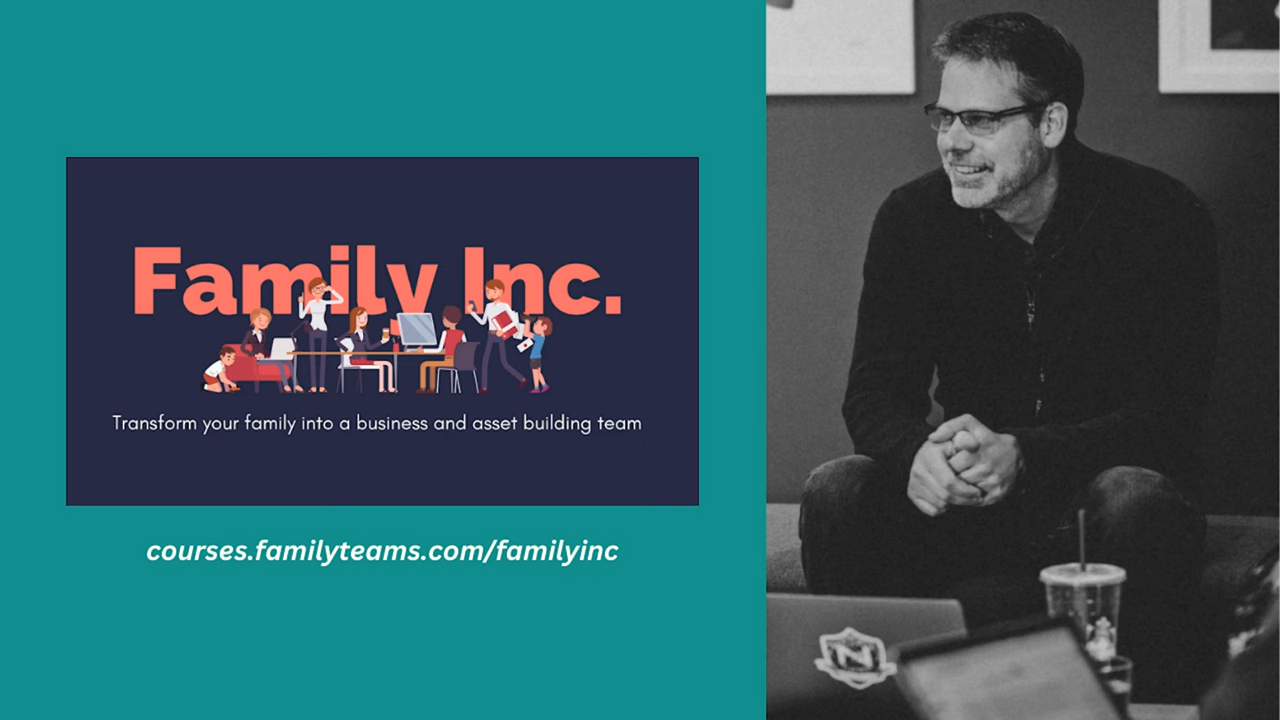 Family Inc.
Transform your family into a business and asset building team
courses.familyteams.com/familyinc
N